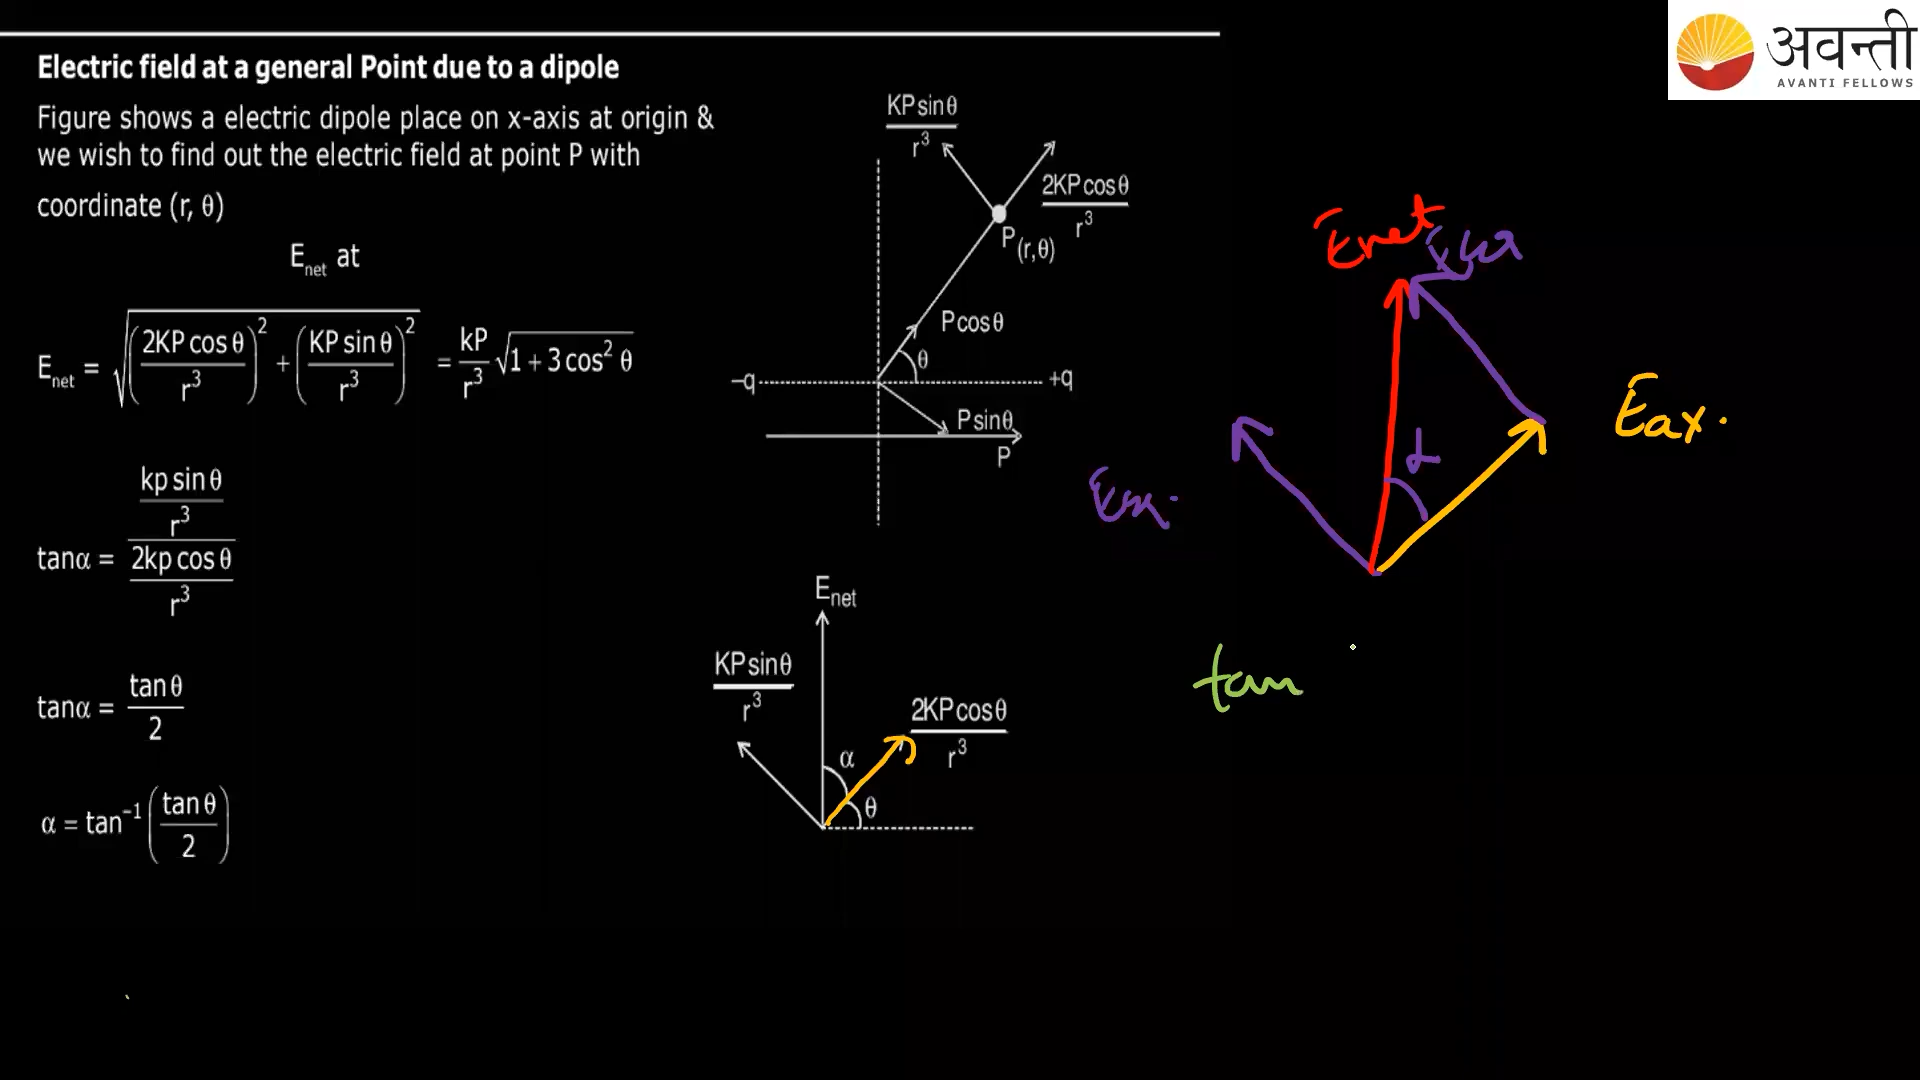 अवन्ती
AVANTI FELLOWS
Electric field at a general Point due to a dipole
Figure shows a electric dipole place on x-axis at origin &
we wish to find out the electric field at point P with
coordinate (r, θ)
E_net at
E_net = √((2KP cos θ / r³)² + (KP sin θ / r³)²) = kP/r³ √(1 + 3 cos² θ)
tanα = (kp sin θ / r³) / (2kp cos θ / r³)
tanα = tan θ / 2
α = tan⁻¹ (tan θ / 2)
KP sin θ / r³
2KP cos θ / r³
P (r, θ)
P cos θ
θ
–q
+q
P sin θ
P
E_net
KP sin θ / r³
2KP cos θ / r³
α
θ
Enet
Eax.
α
tan